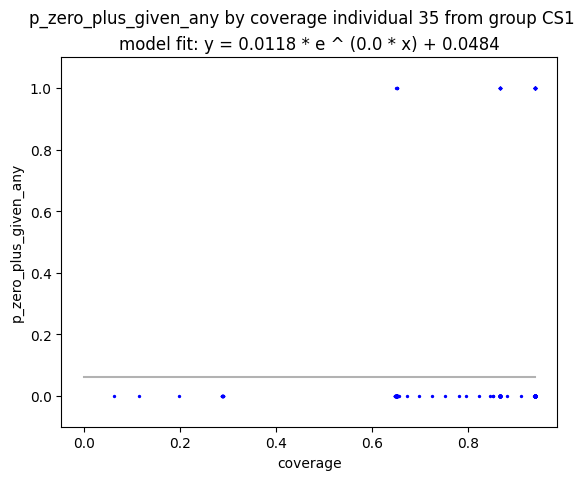 p_zero_plus_given_any by coverage individual 35 from group CS1
model fit: y = 0.0118 * e ^ (0.0 * x) + 0.0484
1.0
0.8
0.6
0.4
0.2
0.0
p_zero_plus_given_any
0.0 0.2 0.4 0.6 0.8
coverage